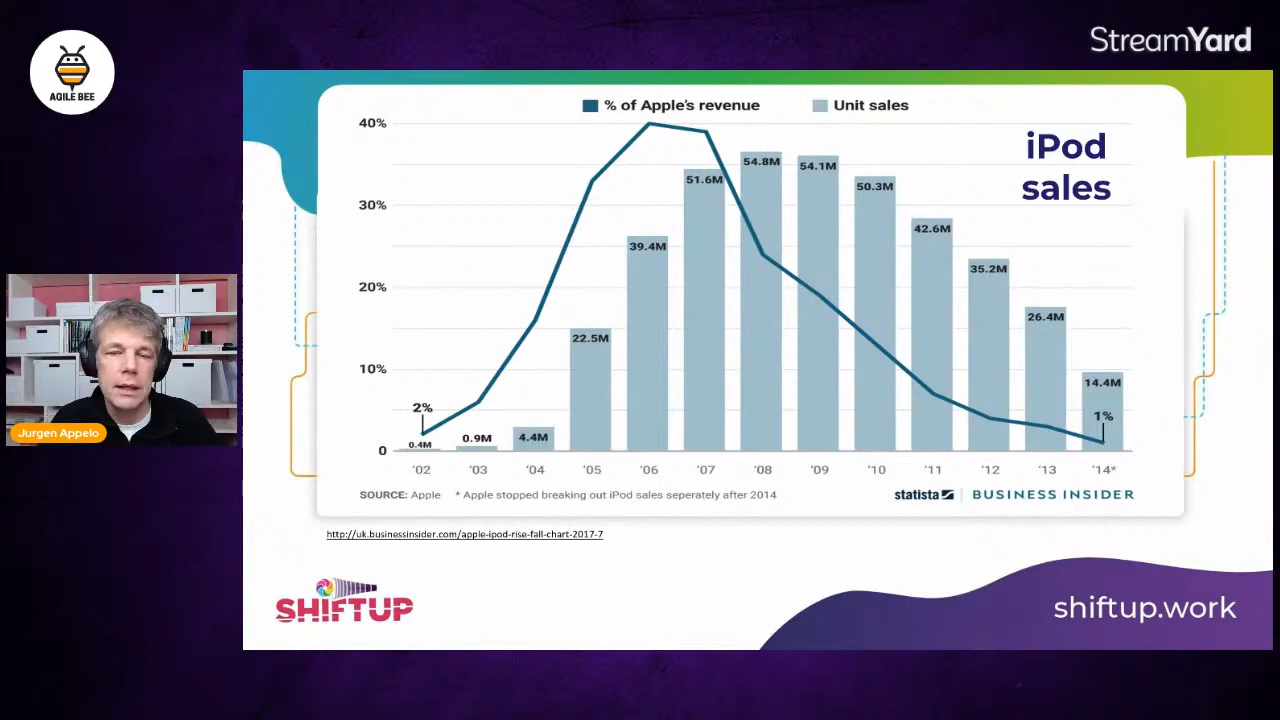 AGILE BEE
StreamYard
% of Apple's revenue
Unit sales
iPod
sales
40%
30%
20%
10%
0
2%
0.4M
0.9M
4.4M
22.5M
39.4M
51.6M
54.8M
54.1M
50.3M
42.6M
35.2M
26.4M
14.4M
1%
'02 '03 '04 '05 '06 '07 '08 '09 '10 '11 '12 '13 '14*
SOURCE: Apple * Apple stopped breaking out iPod sales seperately after 2014
statista
BUSINESS INSIDER
Jurgen Appelo
http://uk.businessinsider.com/apple-ipod-rise-fall-chart-2017-7
SHIFTUP
shiftup.work